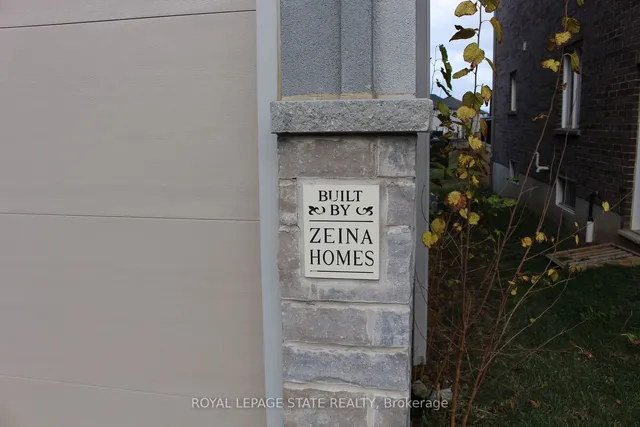 BUILT
BY
ZEINA
HOMES
ROYAL LEPAGE STATE REALTY, Brokerage